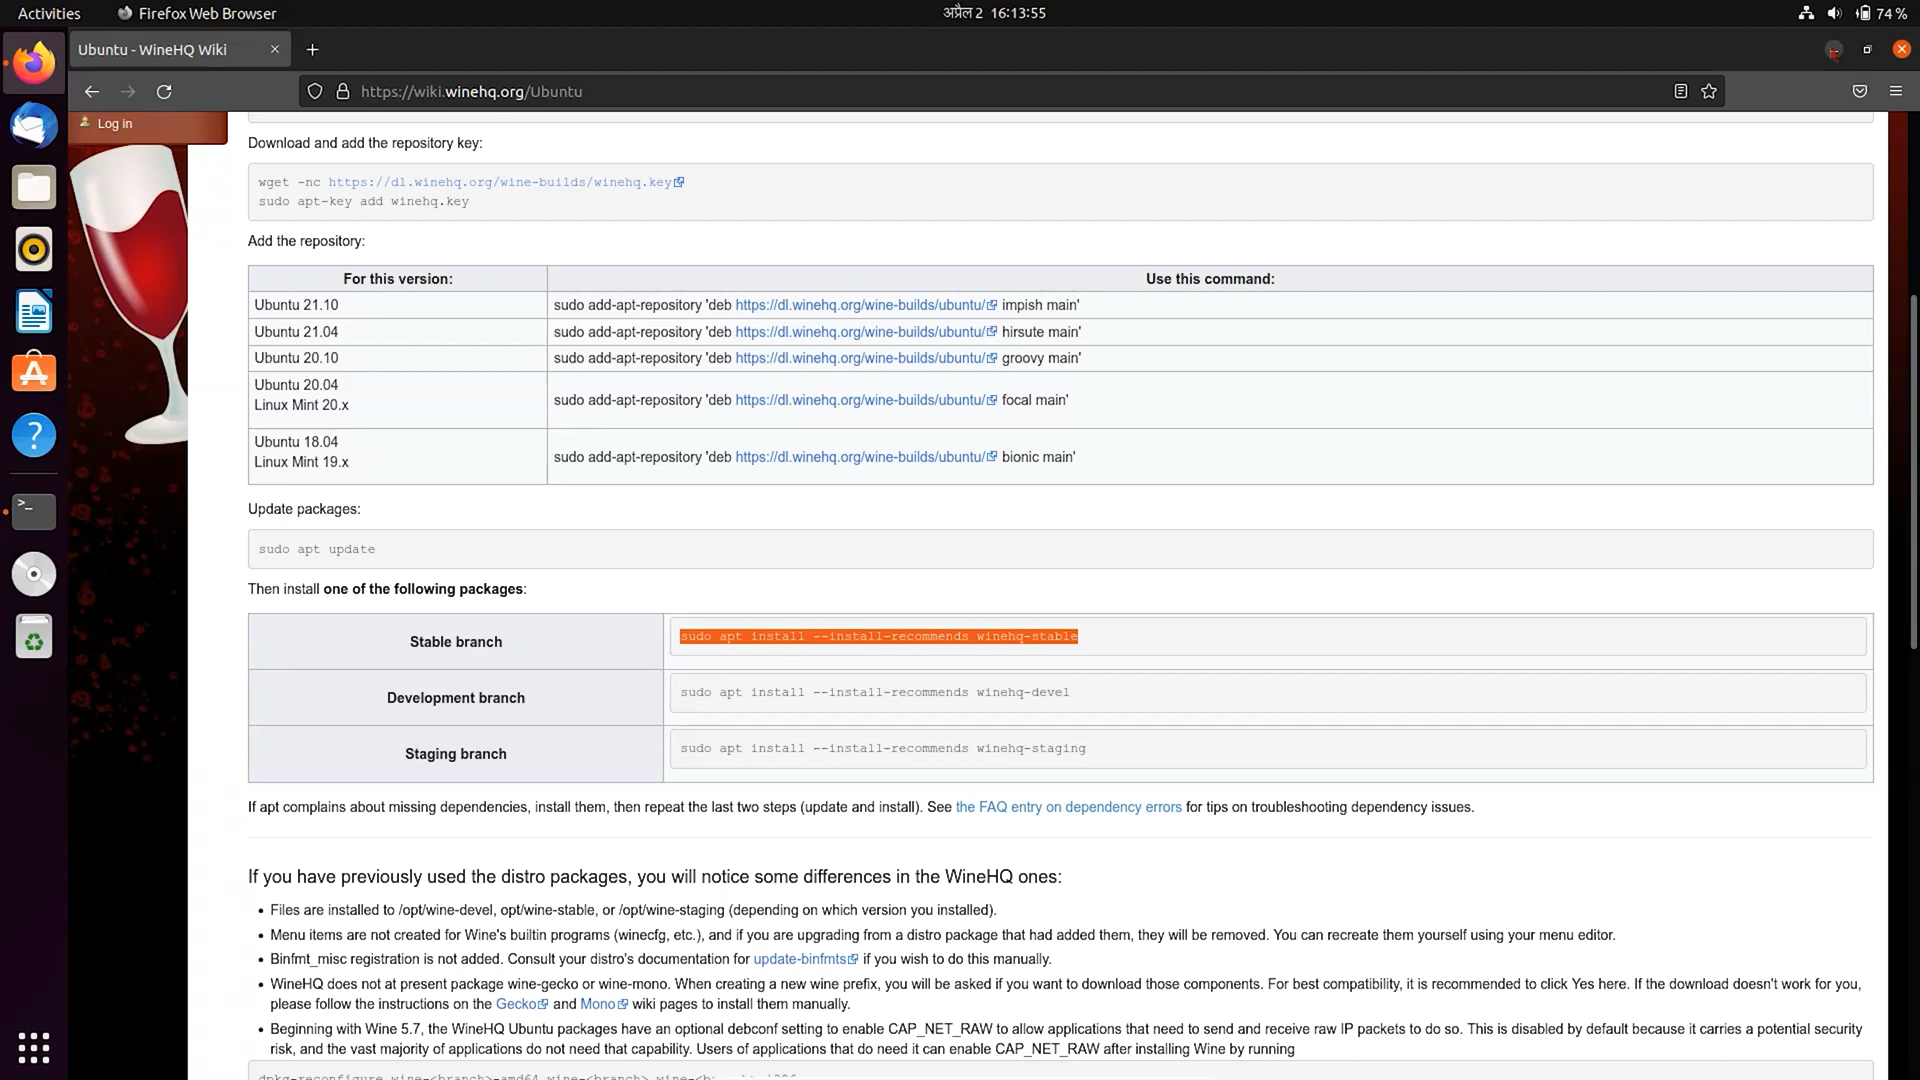 Activities
Firefox Web Browser
अप्रैल 2 16:13:55
74 %
Ubuntu - WineHQ Wiki
https://wiki.winehq.org/Ubuntu
Log in
Download and add the repository key:
wget -nc https://dl.winehq.org/wine-builds/winehq.key
sudo apt-key add winehq.key
Add the repository:
For this version: Use this command:
Ubuntu 21.10 sudo add-apt-repository 'deb https://dl.winehq.org/wine-builds/ubuntu/ impish main'
Ubuntu 21.04 sudo add-apt-repository 'deb https://dl.winehq.org/wine-builds/ubuntu/ hirsute main'
Ubuntu 20.10 sudo add-apt-repository 'deb https://dl.winehq.org/wine-builds/ubuntu/ groovy main'
Ubuntu 20.04
Linux Mint 20.x
sudo add-apt-repository 'deb https://dl.winehq.org/wine-builds/ubuntu/ focal main'
Ubuntu 18.04
Linux Mint 19.x
sudo add-apt-repository 'deb https://dl.winehq.org/wine-builds/ubuntu/ bionic main'
Update packages:
sudo apt update
Then install one of the following packages:
Stable branch sudo apt install --install-recommends winehq-stable
Development branch sudo apt install --install-recommends winehq-devel
Staging branch sudo apt install --install-recommends winehq-staging
If apt complains about missing dependencies, install them, then repeat the last two steps (update and install). See the FAQ entry on dependency errors for tips on troubleshooting dependency issues.
If you have previously used the distro packages, you will notice some differences in the WineHQ ones:
• Files are installed to /opt/wine-devel, opt/wine-stable, or /opt/wine-staging (depending on which version you installed).
• Menu items are not created for Wine's builtin programs (winecfg, etc.), and if you are upgrading from a distro package that had added them, they will be removed. You can recreate them yourself using your menu editor.
• Binfmt_misc registration is not added. Consult your distro's documentation for update-binfmts if you wish to do this manually.
• WineHQ does not at present package wine-gecko or wine-mono. When creating a new wine prefix, you will be asked if you want to download those components. For best compatibility, it is recommended to click Yes here. If the download doesn't work for you,
please follow the instructions on the Gecko and Mono wiki pages to install them manually.
• Beginning with Wine 5.7, the WineHQ Ubuntu packages have an optional debconf setting to enable CAP_NET_RAW to allow applications that need to send and receive raw IP packets to do so. This is disabled by default because it carries a potential security
risk, and the vast majority of applications do not need that capability. Users of applications that do need it can enable CAP_NET_RAW after installing Wine by running
dpkg-reconfigure wine-<branch>-amd64 wine-<branch>